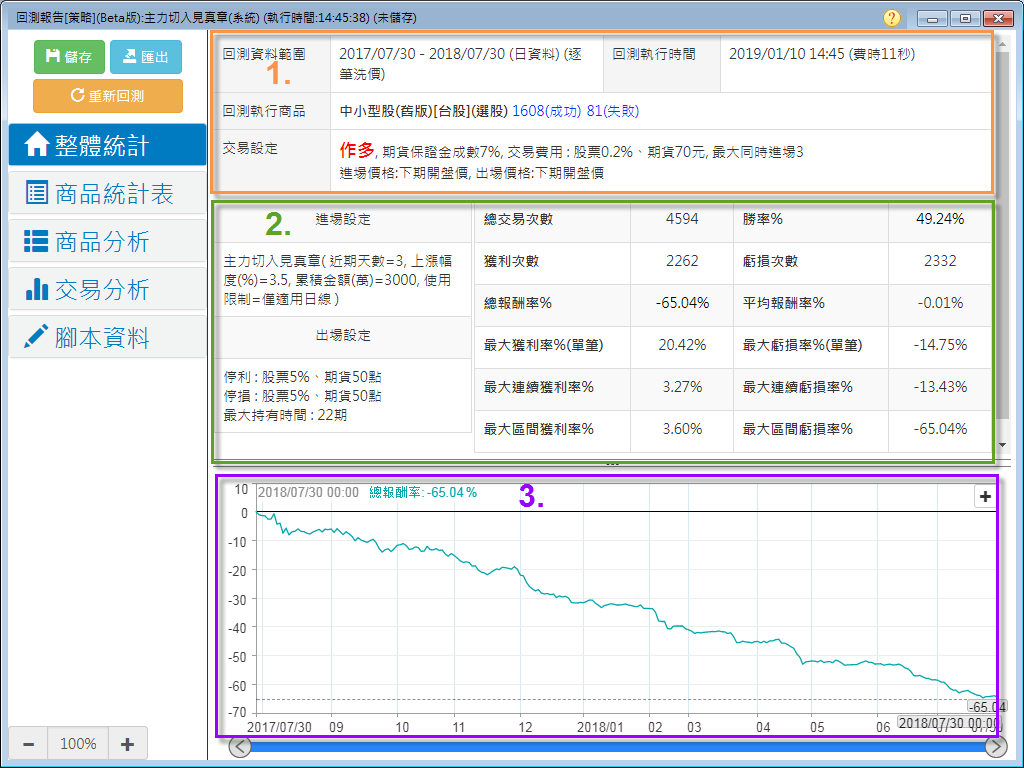 回測報告[策略](Beta版):主力切入見真章(系統) (執行時間:14:45:38) (未儲存)
?
儲存
匯出
重新回測
整體統計
商品統計表
商品分析
交易分析
腳本資料
− 100% +
1.
回測資料範圍
2017/07/30 - 2018/07/30 (日資料) (逐
筆洗價)
回測執行時間
2019/01/10 14:45 (費時11秒)
回測執行商品
中小型股(舊版)[台股](選股) 1608(成功) 81(失敗)
交易設定
作多, 期貨保證金成數7%, 交易費用 : 股票0.2%、期貨70元, 最大同時進場3
進場價格:下期開盤價, 出場價格:下期開盤價
2.
進場設定
主力切入見真章( 近期天數=3, 上漲幅
度(%)=3.5, 累積金額(萬)=3000, 使用
限制=僅適用日線 )
出場設定
停利 : 股票5%、期貨50點
停損 : 股票5%、期貨50點
最大持有時間 : 22期
總交易次數 4594 勝率% 49.24%
獲利次數 2262 虧損次數 2332
總報酬率% -65.04% 平均報酬率% -0.01%
最大獲利率%(單筆) 20.42% 最大虧損率%(單筆) -14.75%
最大連續獲利率% 3.27% 最大連續虧損率% -13.43%
最大區間獲利率% 3.60% 最大區間虧損率% -65.04%
3.
2018/07/30 00:00 總報酬率: -65.04 %
+
10
0
-10
-20
-30
-40
-50
-60
-70
-65.04
2017/07/30 09 10 11 12 2018/01 02 03 04 05 06 07
2018/07/30 00:00